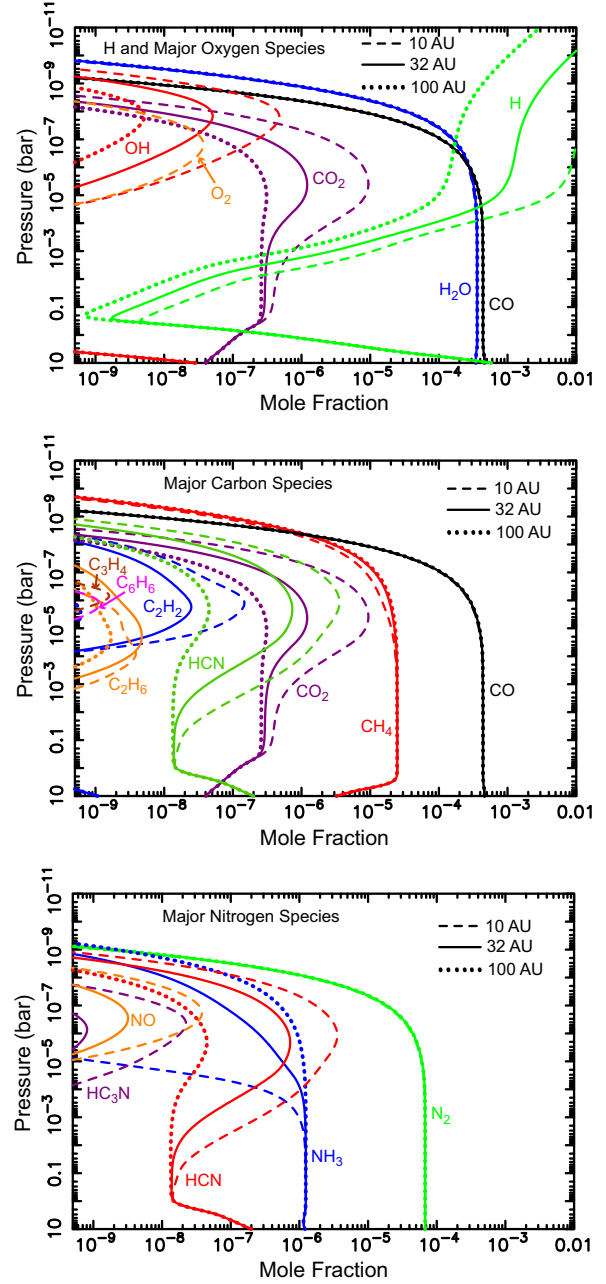 H and Major Oxygen Species
10 AU
32 AU
100 AU
H
OH
O₂
CO₂
H₂O
CO
Pressure (bar)
10⁻¹¹
10⁻⁹
10⁻⁷
10⁻⁵
10⁻³
0.1
10
10⁻⁹ 10⁻⁸ 10⁻⁷ 10⁻⁶ 10⁻⁵ 10⁻⁴ 10⁻³ 0.01
Mole Fraction
Major Carbon Species
10 AU
32 AU
100 AU
C₃H₄
C₆H₆
C₂H₂
HCN
C₂H₆
CO₂
CH₄
CO
Pressure (bar)
10⁻¹¹
10⁻⁹
10⁻⁷
10⁻⁵
10⁻³
0.1
10
10⁻⁹ 10⁻⁸ 10⁻⁷ 10⁻⁶ 10⁻⁵ 10⁻⁴ 10⁻³ 0.01
Mole Fraction
Major Nitrogen Species
10 AU
32 AU
100 AU
NO
HC₃N
HCN
NH₃
N₂
Pressure (bar)
10⁻¹¹
10⁻⁹
10⁻⁷
10⁻⁵
10⁻³
0.1
10
10⁻⁹ 10⁻⁸ 10⁻⁷ 10⁻⁶ 10⁻⁵ 10⁻⁴ 10⁻³ 0.01
Mole Fraction